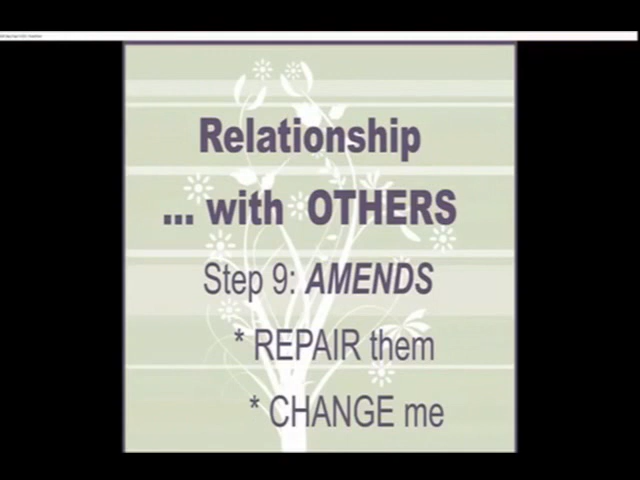 Relationship
... with OTHERS
Step 9: AMENDS
* REPAIR them
* CHANGE me